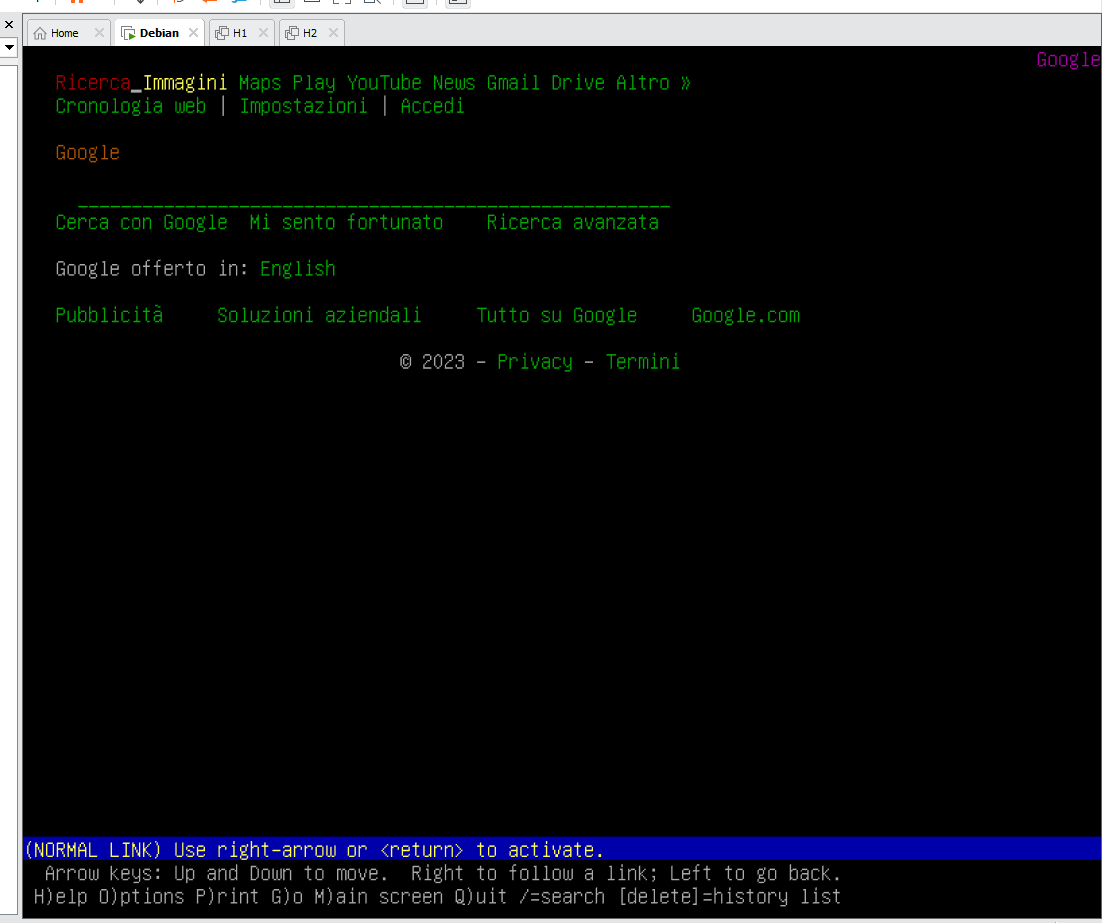 Home Debian H1 H2
Google
Ricerca Immagini Maps Play YouTube News Gmail Drive Altro »
Cronologia web | Impostazioni | Accedi
Google
Cerca con Google Mi sento fortunato Ricerca avanzata
Google offerto in: English
Pubblicità Soluzioni aziendali Tutto su Google Google.com
© 2023 - Privacy - Termini
(NORMAL LINK) Use right-arrow or <return> to activate.
Arrow keys: Up and Down to move. Right to follow a link; Left to go back.
H)elp O)ptions P)rint G)o M)ain screen Q)uit /=search [delete]=history list